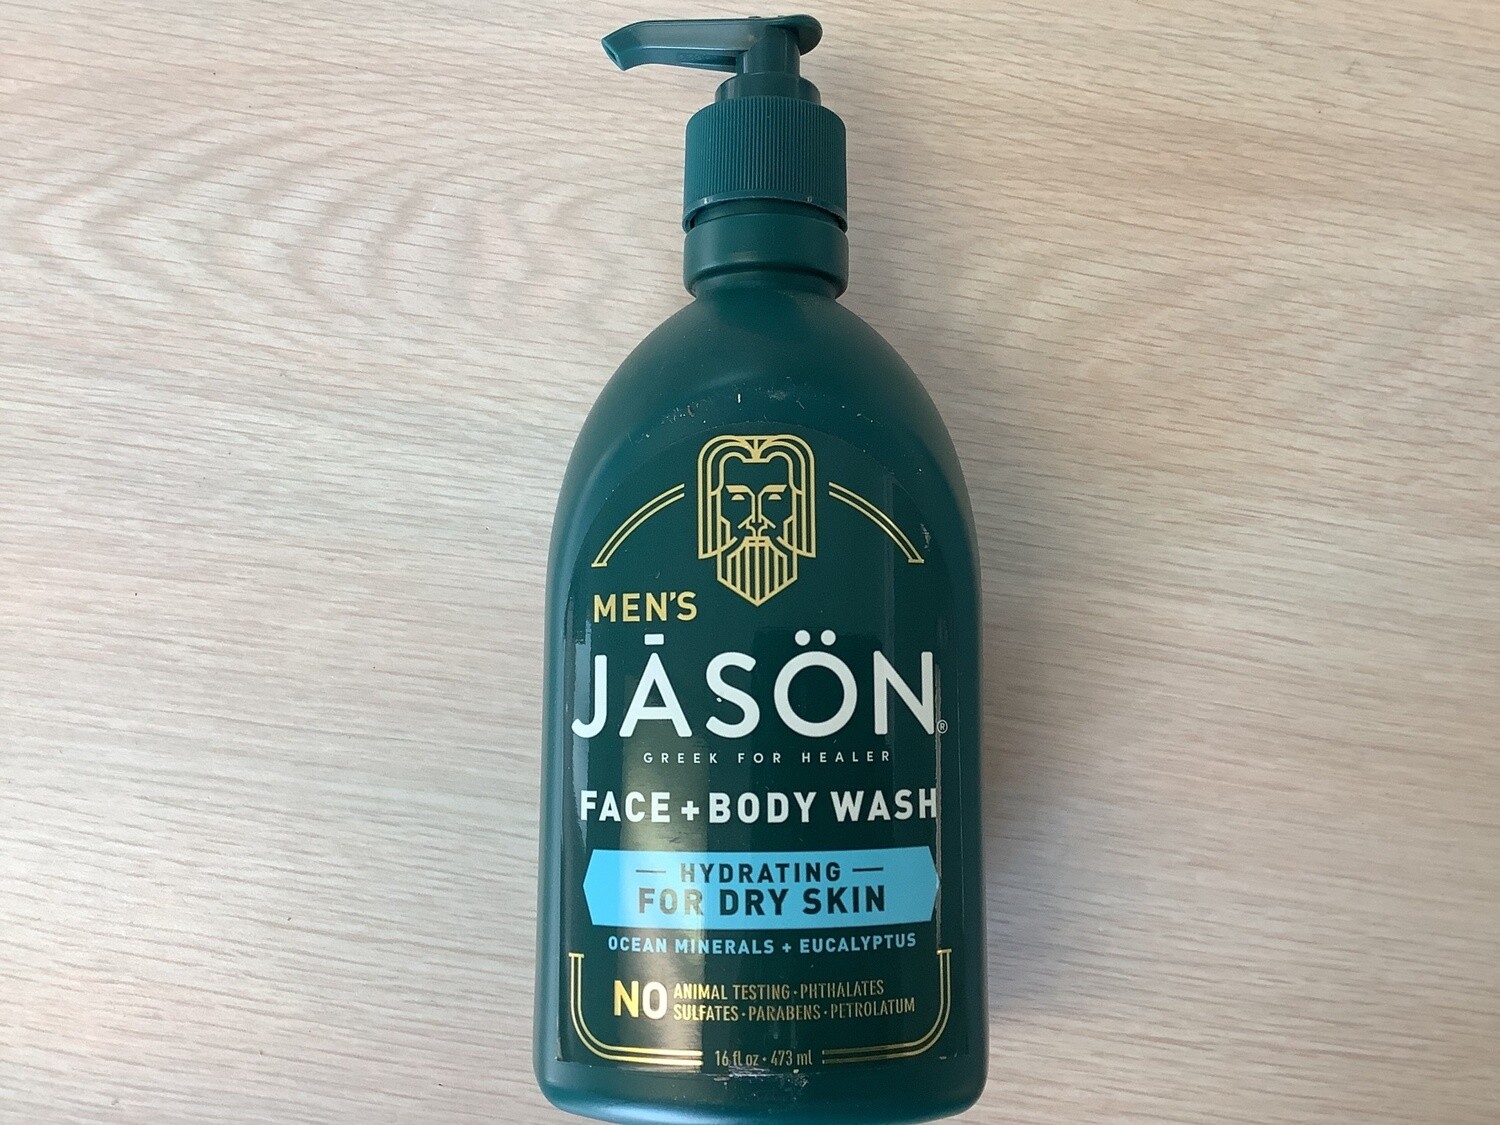 MEN'S
JĀSÖN®
GREEK FOR HEALER
FACE + BODY WASH
— HYDRATING —
FOR DRY SKIN
OCEAN MINERALS + EUCALYPTUS
NO ANIMAL TESTING · PHTHALATES
SULFATES · PARABENS · PETROLATUM
16 fl oz · 473 ml